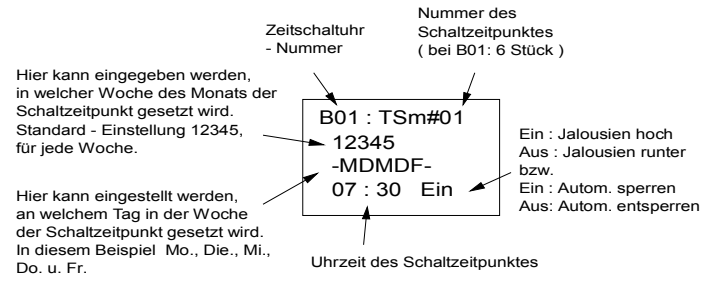 Zeitschaltuhr
- Nummer
Nummer des
Schaltzeitpunktes
( bei B01: 6 Stück )
Hier kann eingegeben werden,
in welcher Woche des Monats der
Schaltzeitpunkt gesetzt wird.
Standard - Einstellung 12345,
für jede Woche.
Hier kann eingestellt werden,
an welchem Tag in der Woche
der Schaltzeitpunkt gesetzt wird.
In diesem Beispiel Mo., Die., Mi.,
Do. u. Fr.
B01 : TSm#01
12345
-MDMDF-
07 : 30 Ein
Ein : Jalousien hoch
Aus : Jalousien runter
bzw.
Ein : Autom. sperren
Aus: Autom. entsperren
Uhrzeit des Schaltzeitpunktes